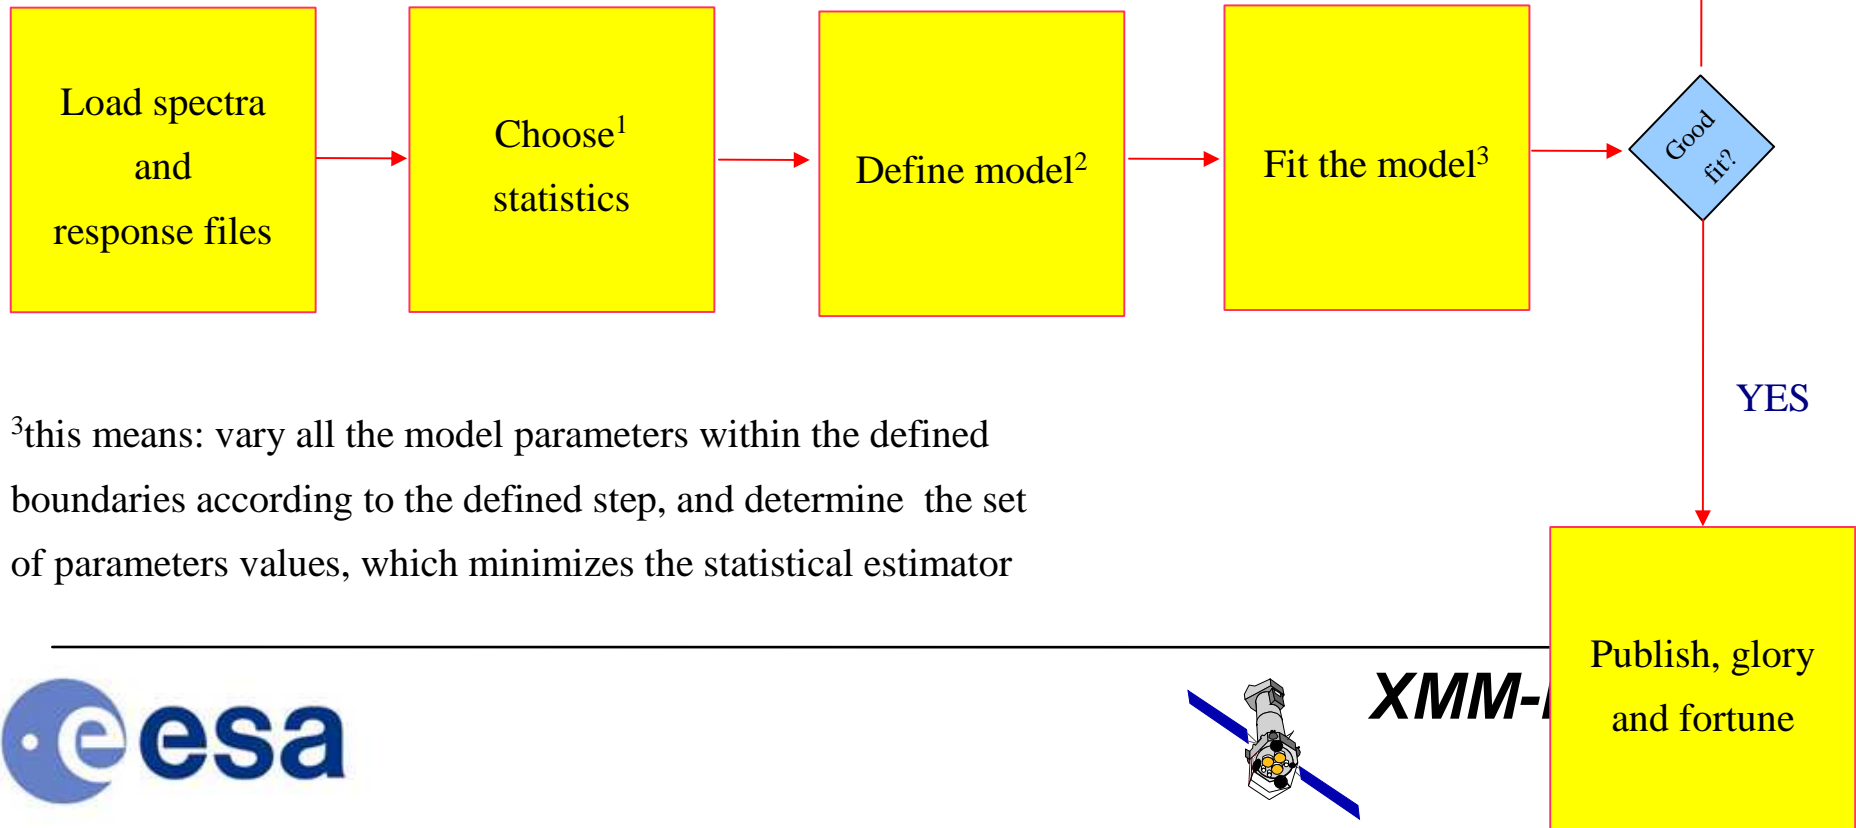 Load spectra
and
response files
Choose¹
statistics
Define model²
Fit the model³
Good
fit?
YES
³this means: vary all the model parameters within the defined
boundaries according to the defined step, and determine the set
of parameters values, which minimizes the statistical estimator
Publish, glory
and fortune
esa
XMM-